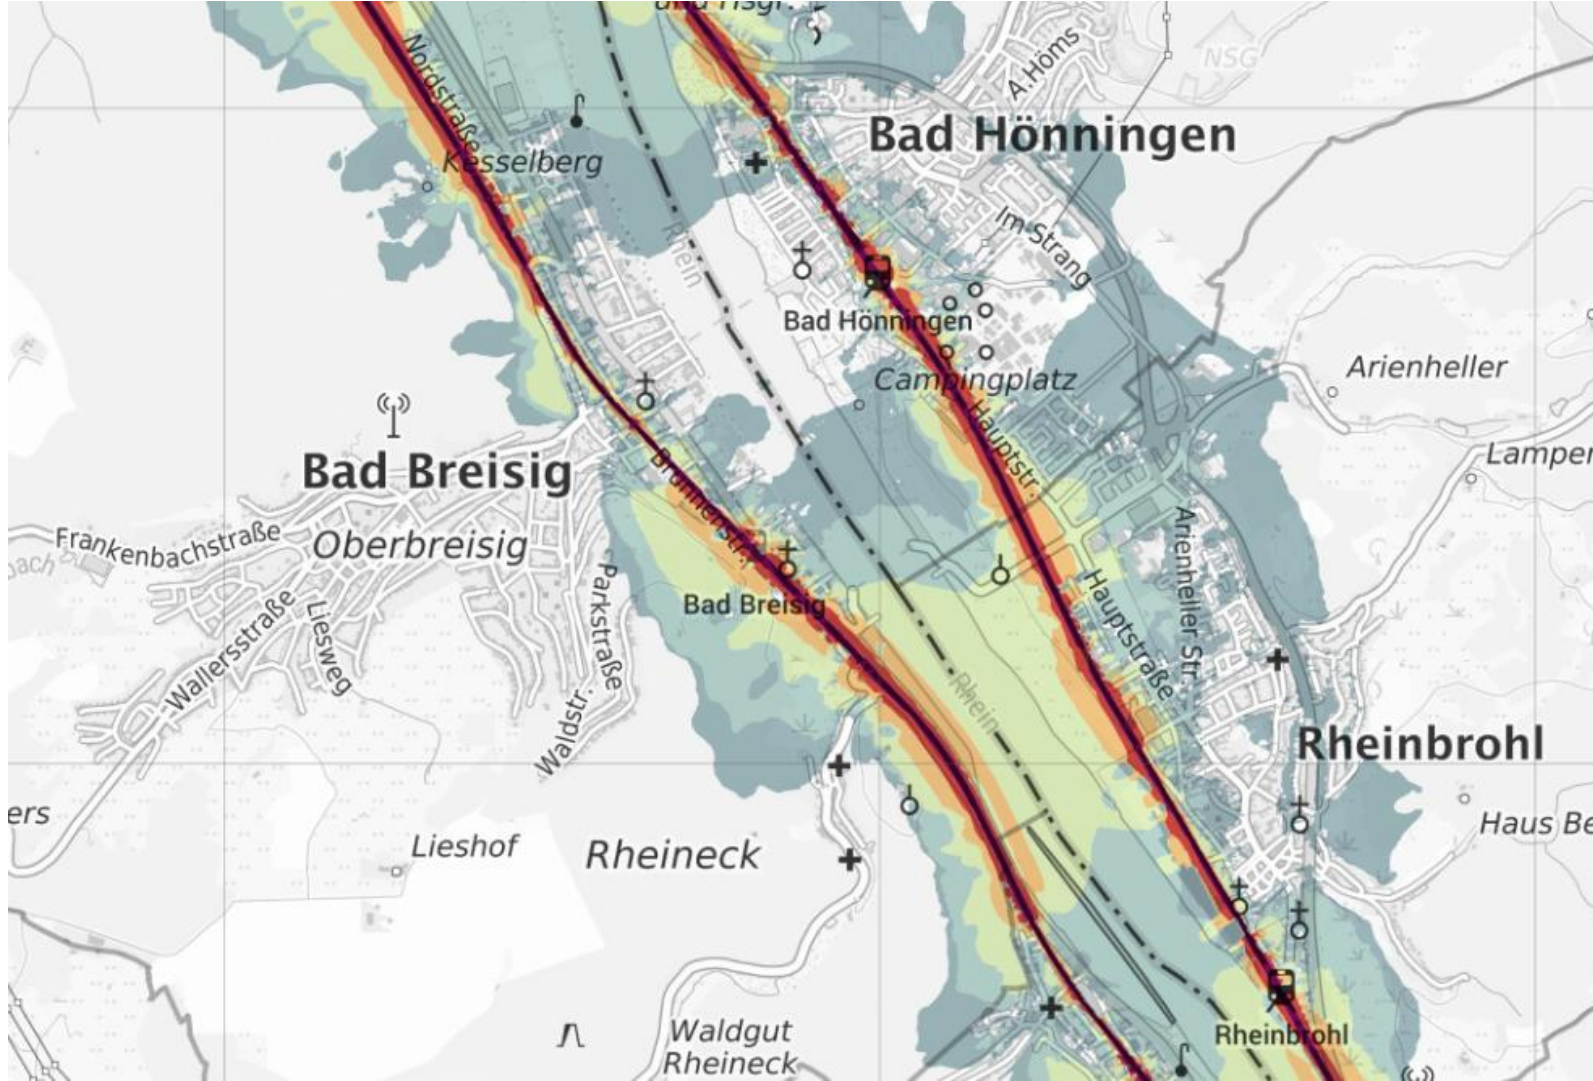 NSG
A.Höms
Nordstraße
Bad Hönningen
Kesselberg
Im Strang
Rhein
Bad Hönningen
Arienheller
Campingplatz
Hauptstr.
Lamper
Bad Breisig
Brunnenstr.
Frankenbachstraße
Oberbreisig
bach
Arienheller Str
Parkstraße
Bad Breisig
Hauptstraße
Wallersstraße
Liesweg
Rhein
Waldstr.
Rheinbrohl
ers
Lieshof
Rheineck
Haus Be
Waldgut
Rheineck
Rheinbrohl